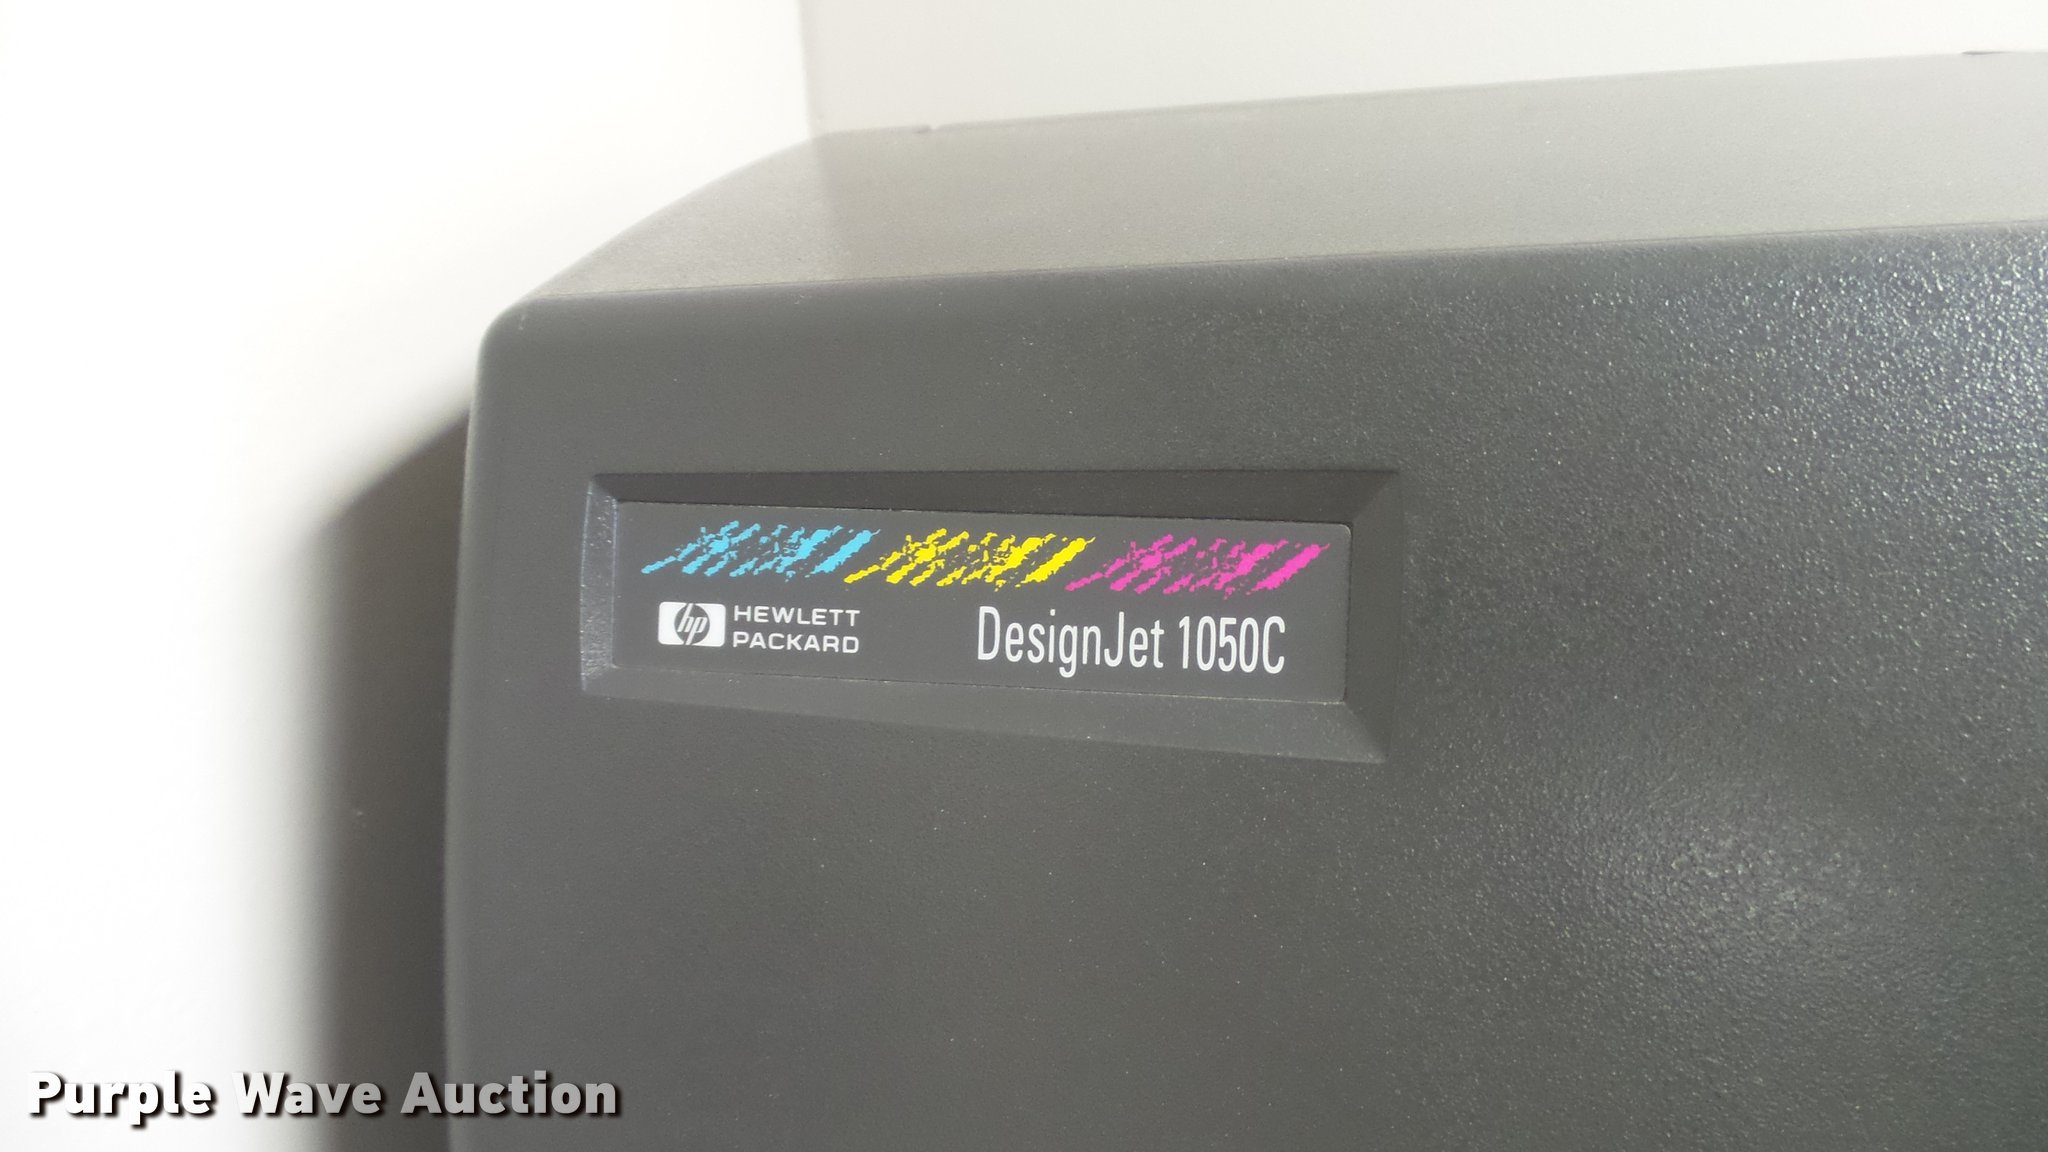 hp HEWLETT
PACKARD
DesignJet 1050C
Purple Wave Auction